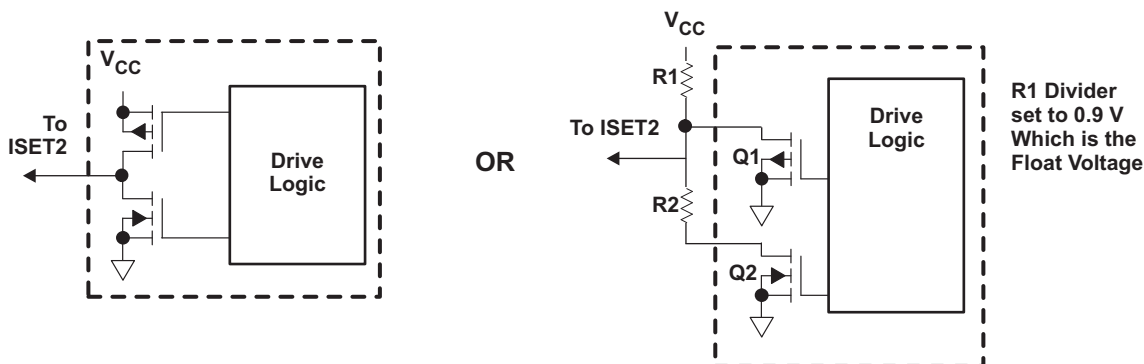 VCC
To
ISET2
Drive
Logic
OR
VCC
R1
To ISET2
Q1
R2
Q2
Drive
Logic
R1 Divider
set to 0.9 V
Which is the
Float Voltage